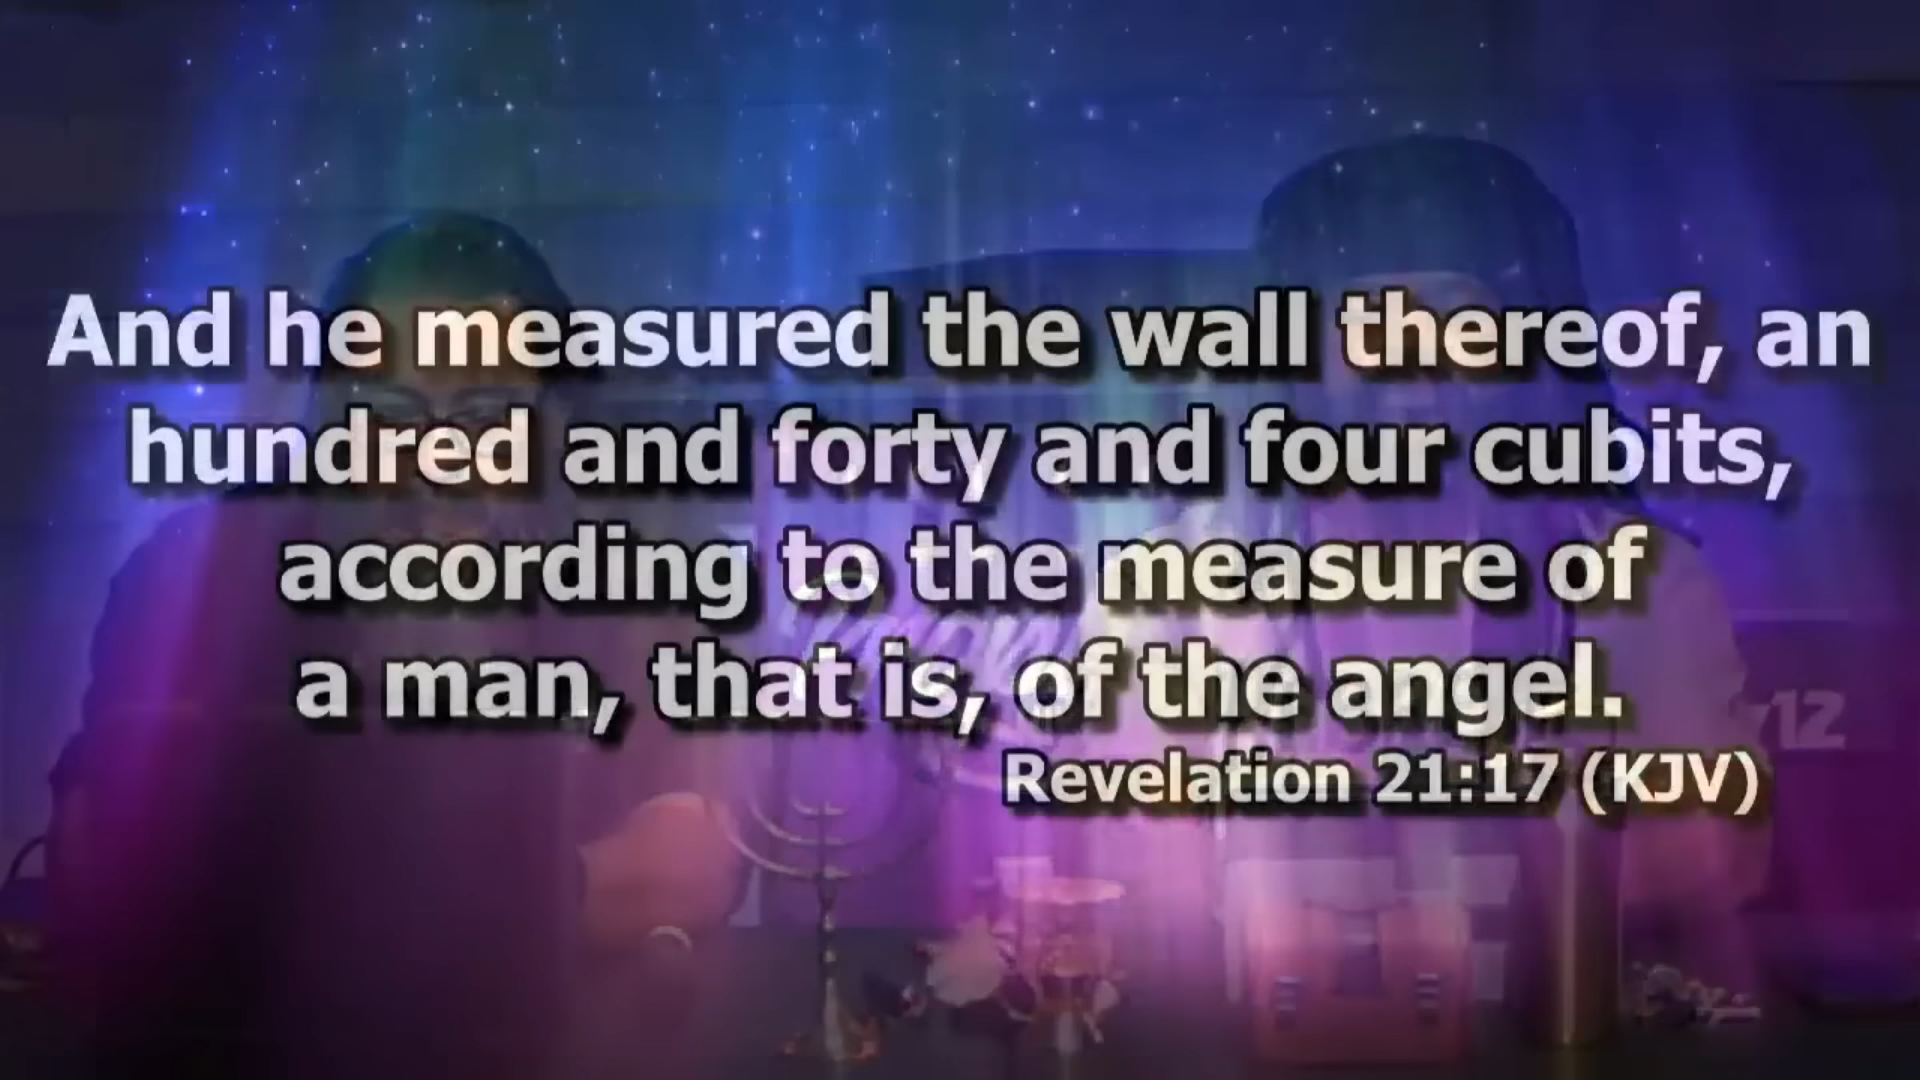 And he measured the wall thereof, an
hundred and forty and four cubits,
according to the measure of
a man, that is, of the angel.
Revelation 21:17 (KJV)
12